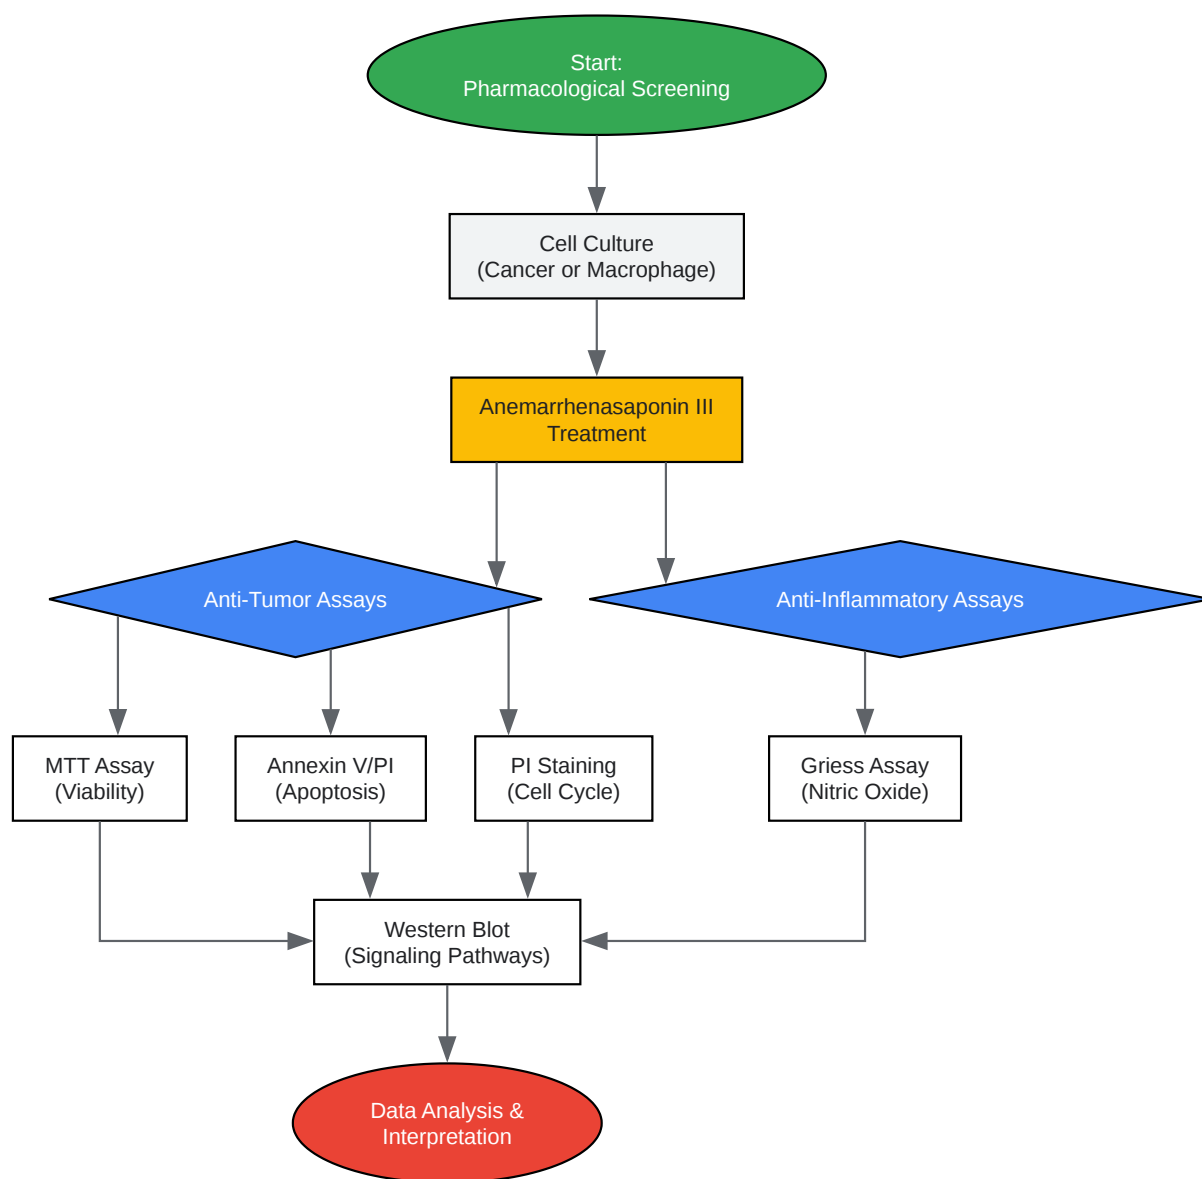 Start:
Pharmacological Screening
Cell Culture
(Cancer or Macrophage)
Anemarrhenasaponin III
Treatment
Anti-Tumor Assays
Anti-Inflammatory Assays
MTT Assay
(Viability)
Annexin V/PI
(Apoptosis)
PI Staining
(Cell Cycle)
Griess Assay
(Nitric Oxide)
Western Blot
(Signaling Pathways)
Data Analysis &
Interpretation